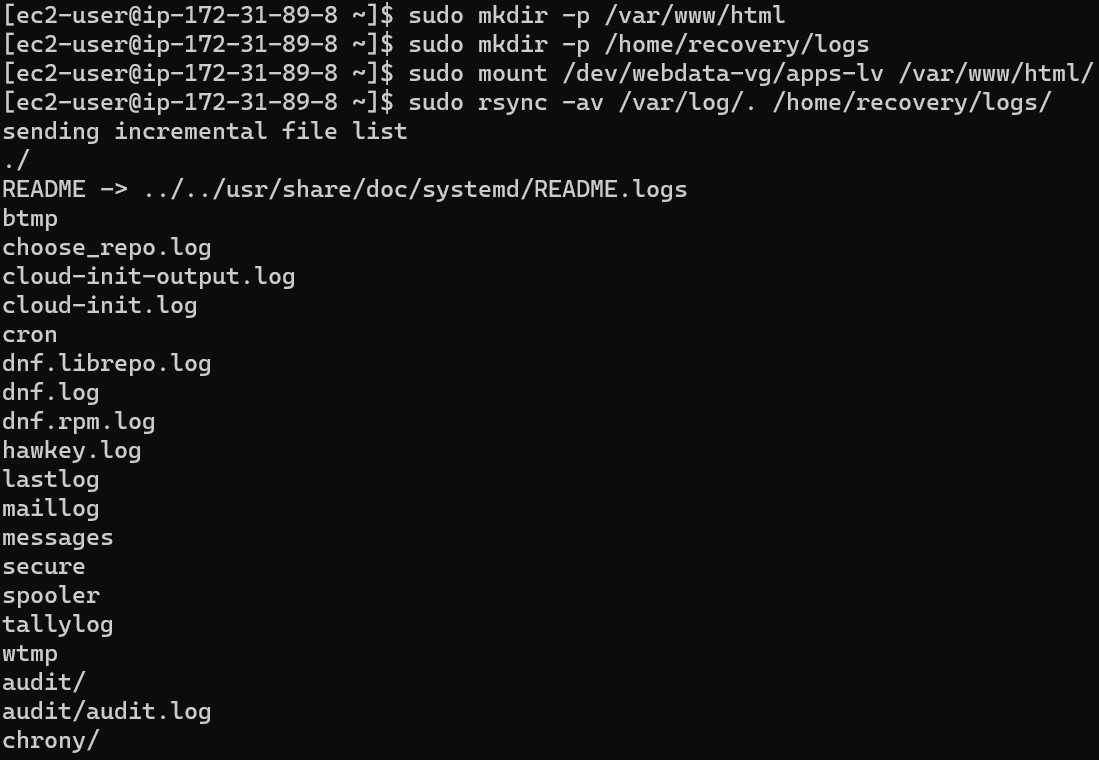 [ec2-user@ip-172-31-89-8 ~]$ sudo mkdir -p /var/www/html
[ec2-user@ip-172-31-89-8 ~]$ sudo mkdir -p /home/recovery/logs
[ec2-user@ip-172-31-89-8 ~]$ sudo mount /dev/webdata-vg/apps-lv /var/www/html/
[ec2-user@ip-172-31-89-8 ~]$ sudo rsync -av /var/log/. /home/recovery/logs/
sending incremental file list
./
README -> ../../usr/share/doc/systemd/README.logs
btmp
choose_repo.log
cloud-init-output.log
cloud-init.log
cron
dnf.librepo.log
dnf.log
dnf.rpm.log
hawkey.log
lastlog
maillog
messages
secure
spooler
tallylog
wtmp
audit/
audit/audit.log
chrony/